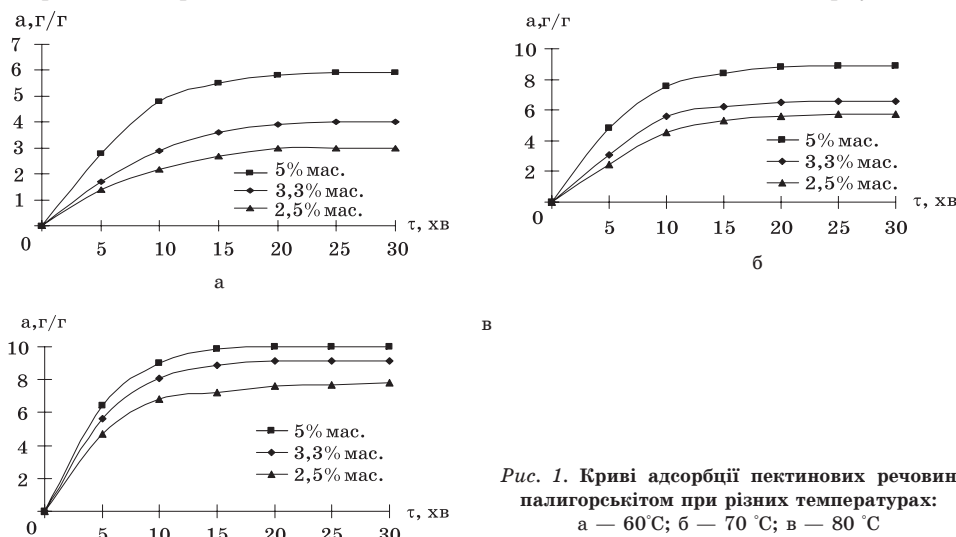 а,г/г
7
6
5
4
3
2
1
0
5 10 15 20 25 30
τ, хв
5% мас.
3,3% мас.
2,5% мас.
а
а,г/г
10
8
6
4
2
0
5 10 15 20 25 30
τ, хв
5% мас.
3,3% мас.
2,5% мас.
б
а,г/г
10
8
6
4
2
0
5 10 15 20 25 30
τ, хв
5% мас.
3,3% мас.
2,5% мас.
в
Рис. 1. Криві адсорбції пектинових речовин
палигорськітом при різних температурах:
а — 60°С; б — 70 °С; в — 80 °С